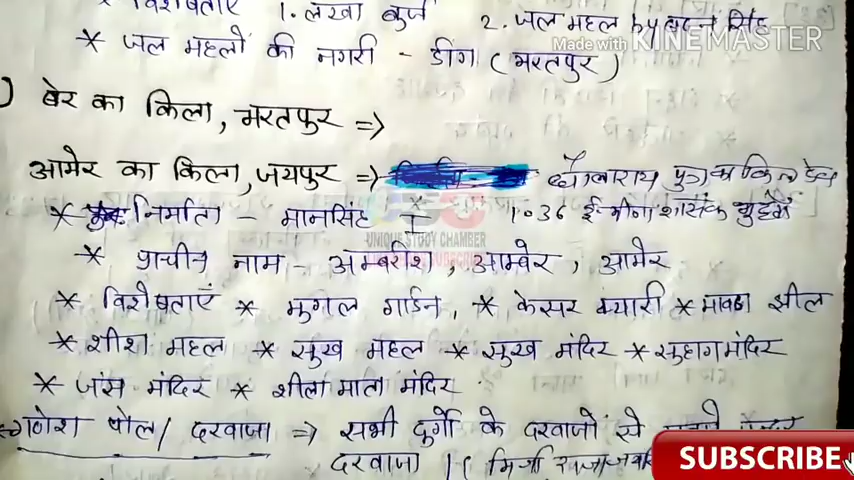 * विशेषताएँ 1. लाखा बुर्ज 2. जल महल by बदन सिंह
* जल महलों की नगरी - डीग (भरतपुर)
Made with KINEMASTER
) बेर का किला, भरतपुर =>
आमेर का किला, जयपुर => धोलाराय पुत्र काकिल देव
* निर्माता - मानसिंह I 1036 ई. मीणा शासक
UNIQUE STUDY CHAMBER
* प्राचीन नाम - अम्बरीश, आम्बेर, आमेर
* विशेषताएँ * मुगल गार्डन, * केसर क्यारी * मावठा झील
* शीश महल * सुख महल * सुख मंदिर * सुहाग मंदिर
* जंस मंदिर * शीला माता मंदिर
गणेश पोल / दरवाजा => सभी दुर्गो के दरवाजों से
दरवाजा ( मिर्जा राजा
SUBSCRIBE